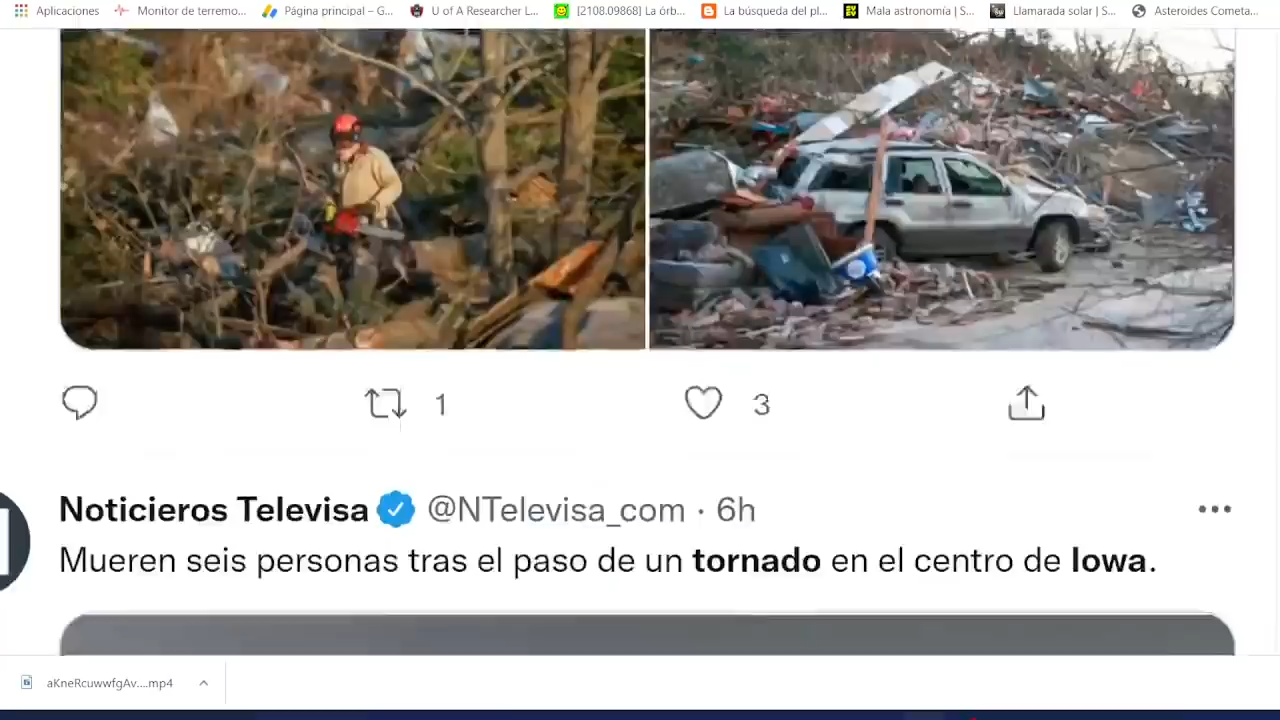 Aplicaciones
Monitor de terremo...
Página principal – G...
U of A Researcher L...
[2108.09868] La órb...
La búsqueda del pl...
Mala astronomía | S...
Llamarada solar | S...
Asteroides Cometa...
1
3
Noticieros Televisa @NTelevisa_com · 6h
Mueren seis personas tras el paso de un tornado en el centro de Iowa.
aKneRcuwwfgAv....mp4